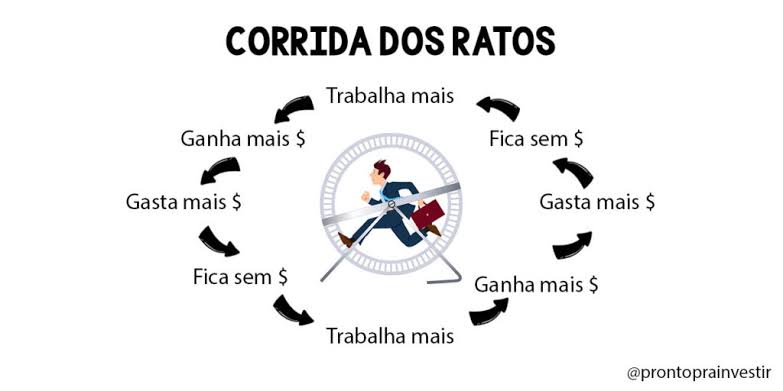 CORRIDA DOS RATOS
Trabalha mais
Ganha mais $
Fica sem $
Gasta mais $
Gasta mais $
Fica sem $
Ganha mais $
Trabalha mais
@prontoprainvestir